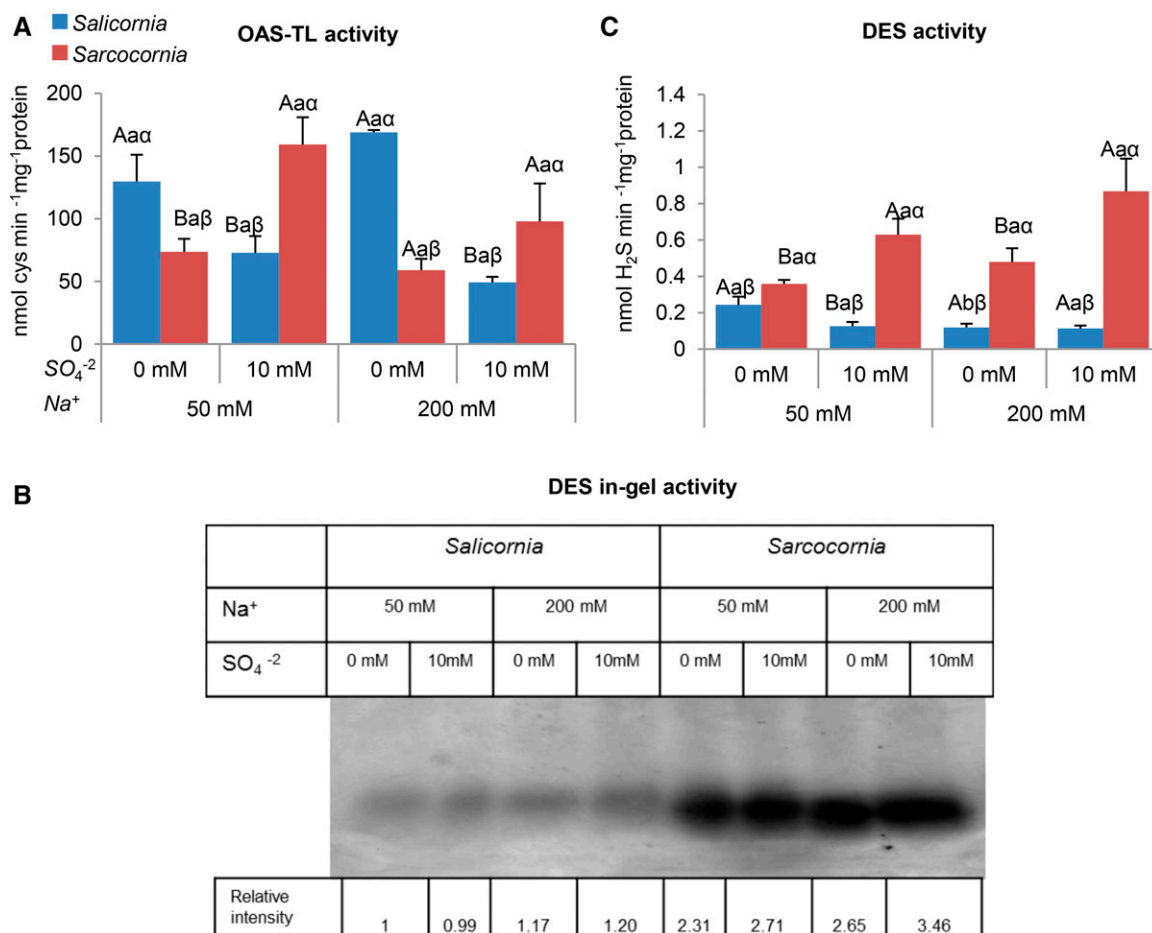 A
Salicornia
Sarcocornia
OAS-TL activity
nmol cys min -1mg-1protein
200
150
100
50
0
Aaα
Baβ
Baβ
Aaα
Aaα
Aaβ
Baβ
Aaα
SO4-2
0 mM 10 mM 0 mM 10 mM
Na+
50 mM 200 mM
C
DES activity
nmol H2S min -1mg-1protein
1.4
1.2
1
0.8
0.6
0.4
0.2
0
Aaβ
Baα
Baβ
Aaα
Abβ
Baα
Aaβ
Aaα
0 mM 10 mM 0 mM 10 mM
50 mM 200 mM
B
DES in-gel activity
Salicornia Sarcocornia
Na+ 50 mM 200 mM 50 mM 200 mM
SO4 -2 0 mM 10mM 0 mM 10mM 0 mM 10mM 0 mM 10mM
Relative
intensity 1 0.99 1.17 1.20 2.31 2.71 2.65 3.46